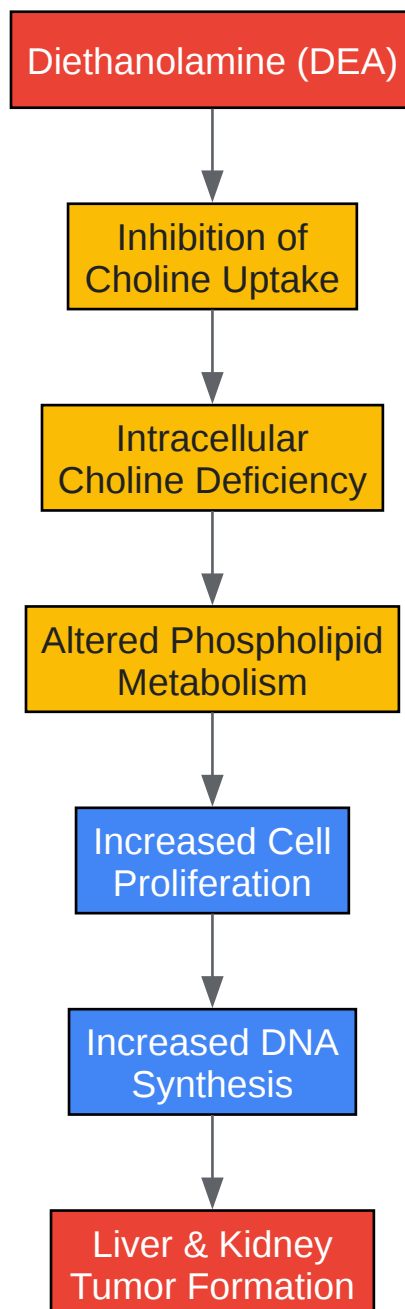 Diethanolamine (DEA)
Inhibition of
Choline Uptake
Intracellular
Choline Deficiency
Altered Phospholipid
Metabolism
Increased Cell
Proliferation
Increased DNA
Synthesis
Liver & Kidney
Tumor Formation